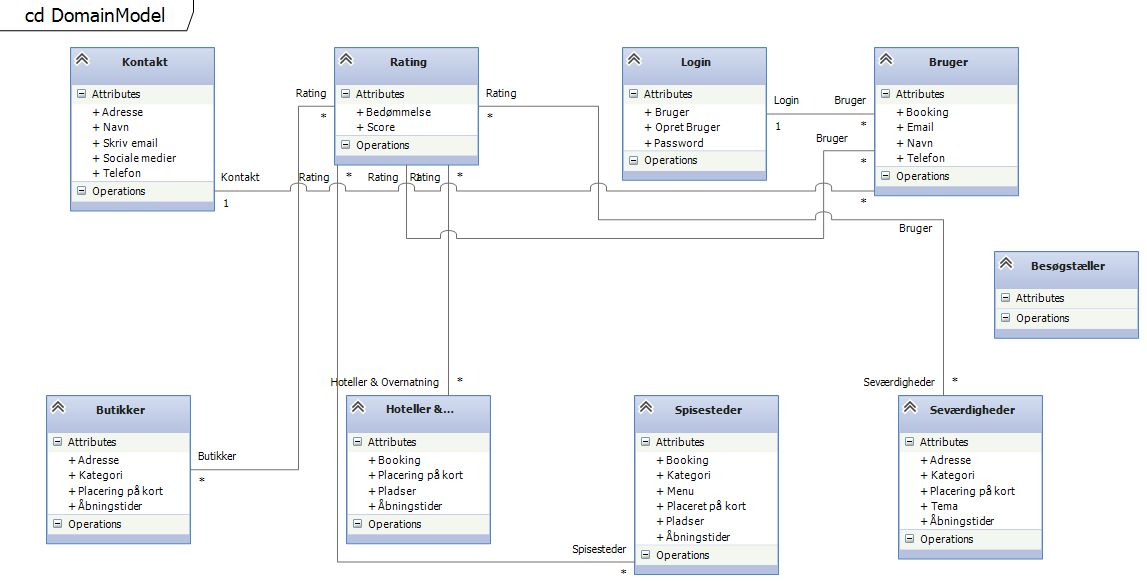 cd DomainModel
Kontakt
Attributes
+ Adresse
+ Navn
+ Skriv email
+ Sociale medier
+ Telefon
Operations
Rating
Attributes
+ Bedømmelse
+ Score
Operations
Login
Attributes
+ Bruger
+ Opret Bruger
+ Password
Operations
Bruger
Attributes
+ Booking
+ Email
+ Navn
+ Telefon
Operations
Rating
*
Rating
*
Login
1
Bruger
*
Bruger
*
Kontakt
1
Rating
*
Rating
1
Rating
*
*
Bruger
Besøgstæller
Attributes
Operations
Hoteller & Overnatning
*
Seværdigheder
*
Butikker
Attributes
+ Adresse
+ Kategori
+ Placering på kort
+ Åbningstider
Operations
Butikker
*
Hoteller &...
Attributes
+ Booking
+ Placering på kort
+ Pladser
+ Åbningstider
Operations
Spisesteder
Attributes
+ Booking
+ Kategori
+ Menu
+ Placeret på kort
+ Pladser
+ Åbningstider
Operations
Spisesteder
*
Seværdigheder
Attributes
+ Adresse
+ Kategori
+ Placering på kort
+ Tema
+ Åbningstider
Operations